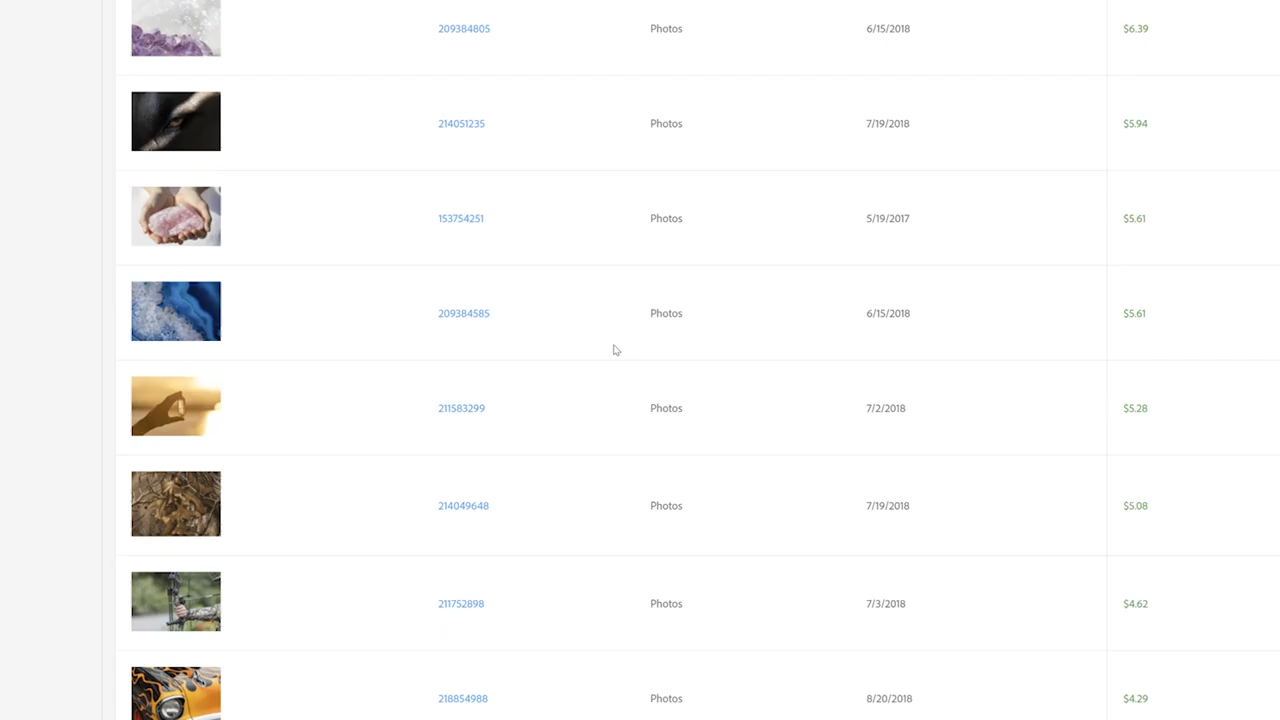 209384805 Photos 6/15/2018 $6.39
214051235 Photos 7/19/2018 $5.94
153754251 Photos 5/19/2017 $5.61
209384585 Photos 6/15/2018 $5.61
211583299 Photos 7/2/2018 $5.28
214049648 Photos 7/19/2018 $5.08
211752898 Photos 7/3/2018 $4.62
218854988 Photos 8/20/2018 $4.29